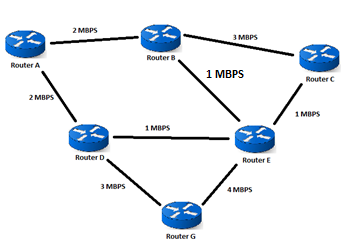 2 MBPS
3 MBPS
Router A
Router B
Router C
1 MBPS
2 MBPS
1 MBPS
1 MBPS
Router D
Router E
3 MBPS
4 MBPS
Router G